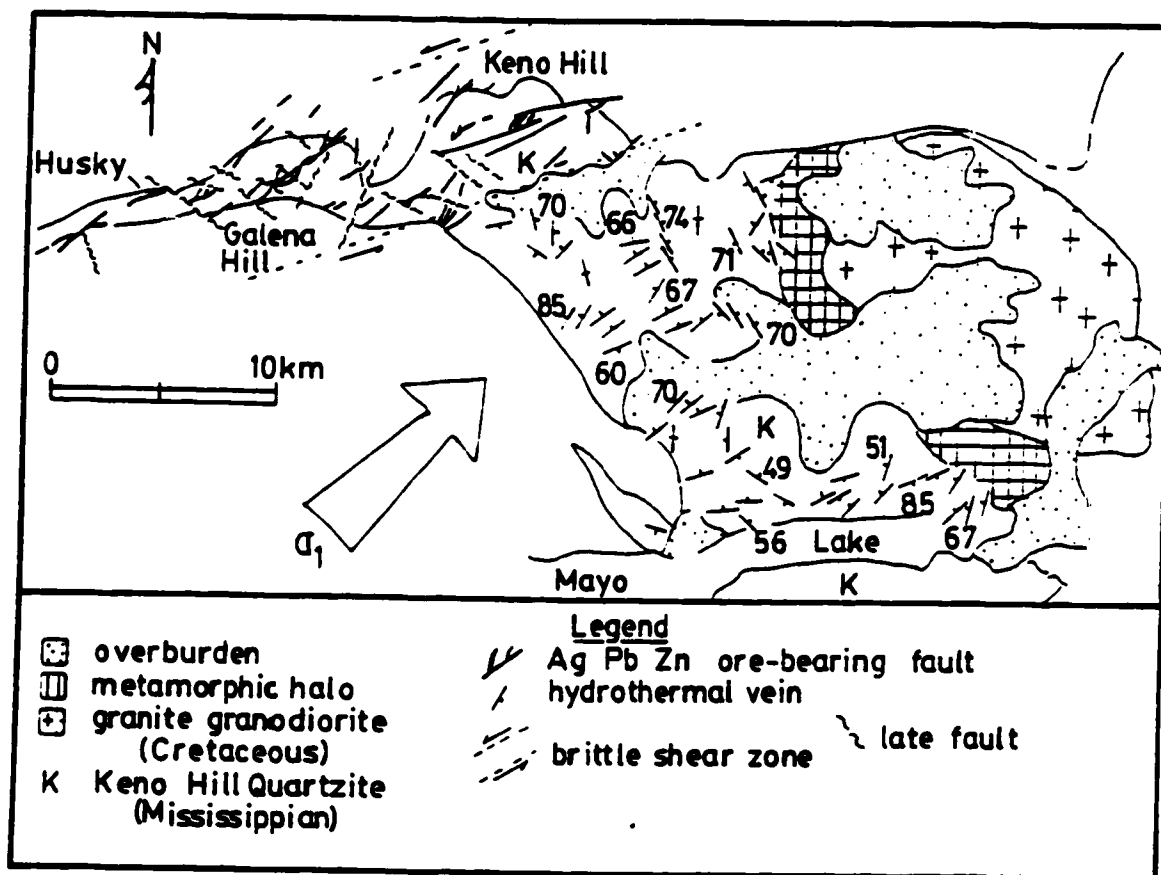 N
Keno Hill
Husky
K
Galena
Hill
70
66
74
71
67
85
70
60
70
0
10km
K
51
49
85
σ1
56
Lake
67
Mayo
K
Legend
overburden
metamorphic halo
granite granodiorite
(Cretaceous)
K Keno Hill Quartzite
(Mississippian)
Ag Pb Zn ore-bearing fault
hydrothermal vein
brittle shear zone
late fault